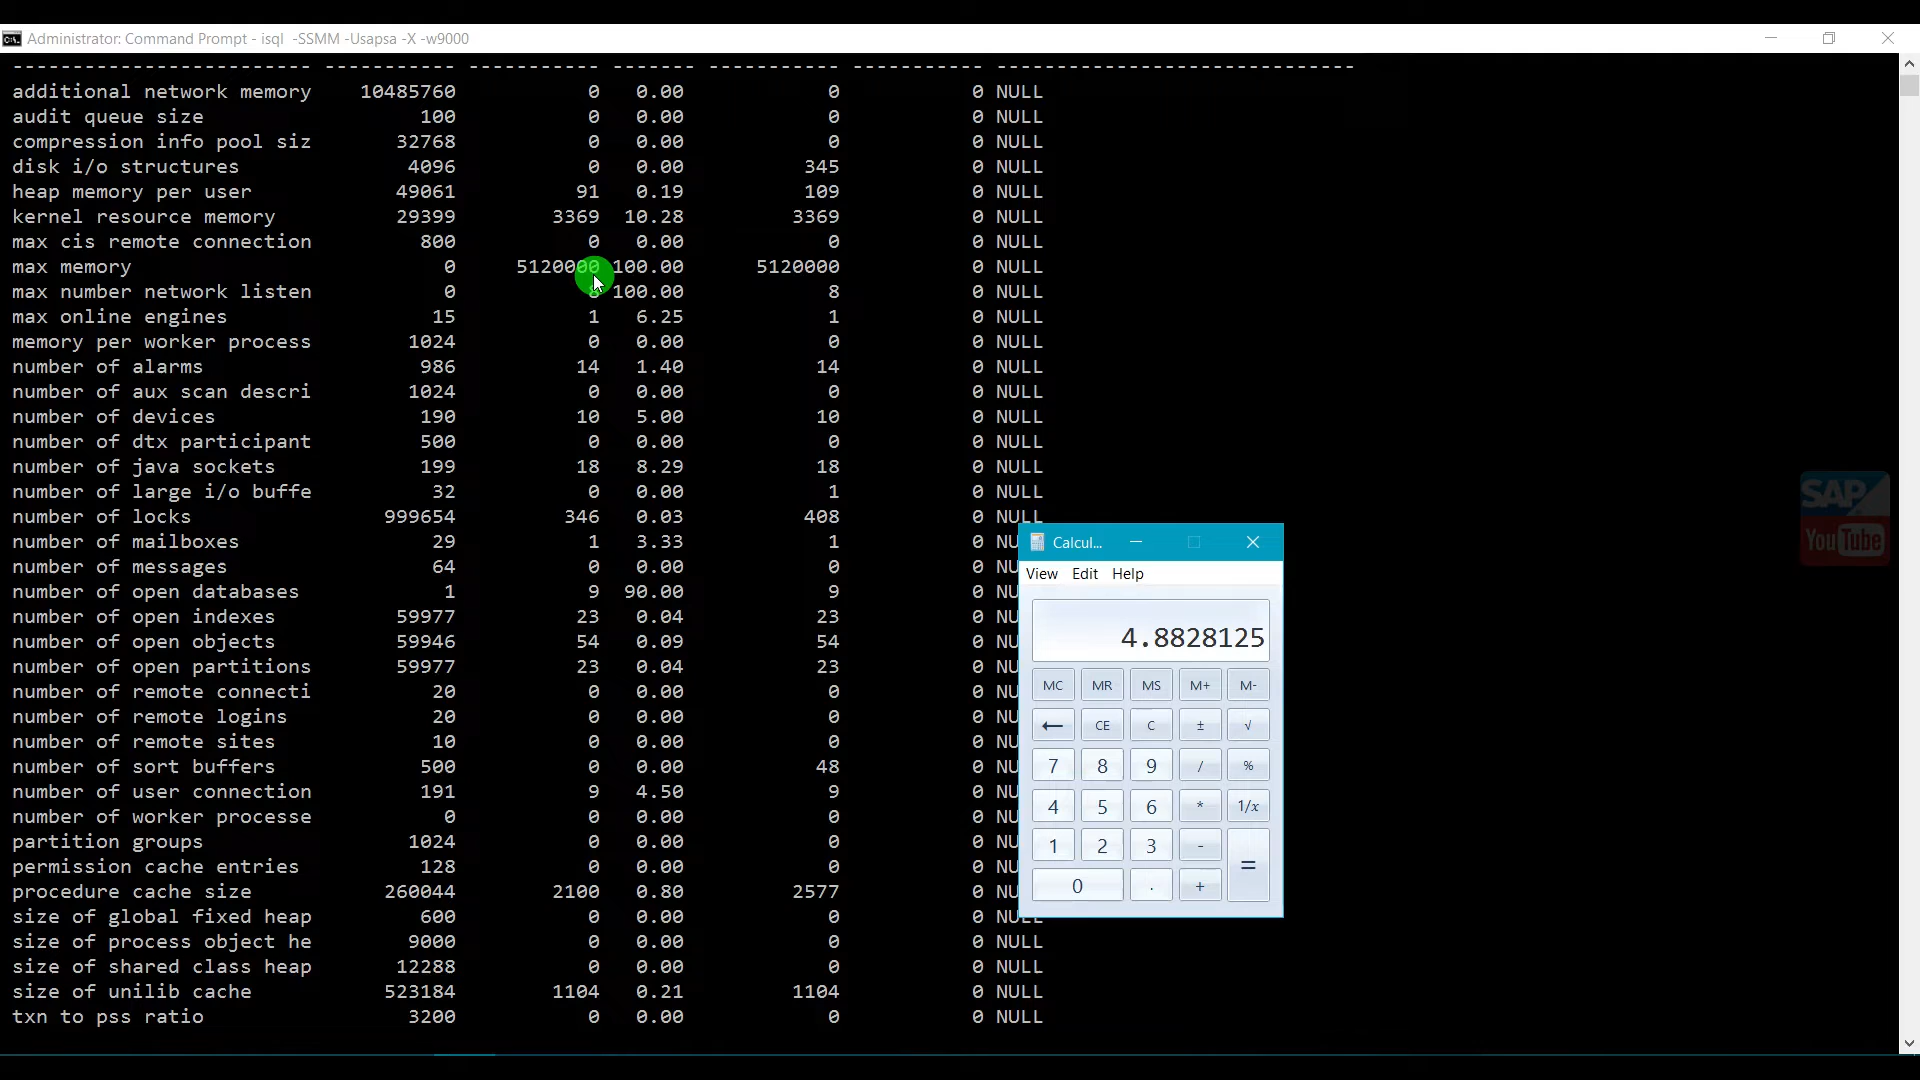 Administrator: Command Prompt - isql -SSMM -Usapsa -X -w9000
------------------------- ----------- ----------- ------- ----------- ----------- ------------------------------
additional network memory 10485760 0 0.00 0 0 NULL
audit queue size 100 0 0.00 0 0 NULL
compression info pool siz 32768 0 0.00 0 0 NULL
disk i/o structures 4096 0 0.00 345 0 NULL
heap memory per user 49061 91 0.19 109 0 NULL
kernel resource memory 29399 3369 10.28 3369 0 NULL
max cis remote connection 800 0 0.00 0 0 NULL
max memory 0 5120000 100.00 5120000 0 NULL
max number network listen 0 8 100.00 8 0 NULL
max online engines 15 1 6.25 1 0 NULL
memory per worker process 1024 0 0.00 0 0 NULL
number of alarms 986 14 1.40 14 0 NULL
number of aux scan descri 1024 0 0.00 0 0 NULL
number of devices 190 10 5.00 10 0 NULL
number of dtx participant 500 0 0.00 0 0 NULL
number of java sockets 199 18 8.29 18 0 NULL
number of large i/o buffe 32 0 0.00 1 0 NULL
number of locks 999654 346 0.03 408 0 NULL
number of mailboxes 29 1 3.33 1 0 NU
number of messages 64 0 0.00 0 0 NU
number of open databases 1 9 90.00 9 0 NU
number of open indexes 59977 23 0.04 23 0 NU
number of open objects 59946 54 0.09 54 0 NU
number of open partitions 59977 23 0.04 23 0 NU
number of remote connecti 20 0 0.00 0 0 NU
number of remote logins 20 0 0.00 0 0 NU
number of remote sites 10 0 0.00 0 0 NU
number of sort buffers 500 0 0.00 48 0 NU
number of user connection 191 9 4.50 9 0 NU
number of worker processe 0 0 0.00 0 0 NU
partition groups 1024 0 0.00 0 0 NU
permission cache entries 128 0 0.00 0 0 NU
procedure cache size 260044 2100 0.80 2577 0 NU
size of global fixed heap 600 0 0.00 0 0 NULL
size of process object he 9000 0 0.00 0 0 NULL
size of shared class heap 12288 0 0.00 0 0 NULL
size of unilib cache 523184 1104 0.21 1104 0 NULL
txn to pss ratio 3200 0 0.00 0 0 NULL
Calcul...
View Edit Help
4.8828125
MC MR MS M+ M-
← CE C ± √
7 8 9 / %
4 5 6 * 1/x
1 2 3 - =
0 . +
SAP
YouTube